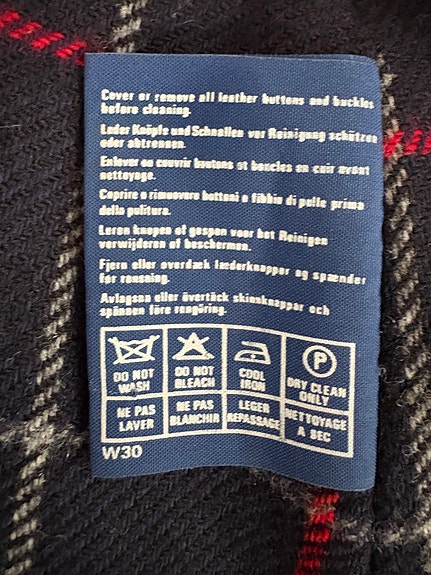 Cover or remove all leather buttons and buckles
before cleaning.
Leder Knöpfe und Schnallen vor Reinigung schützen
oder abtrennen.
Enlever ou couvrir boutons et boucles en cuir avant
nettoyage.
Coprire o rimuovere bottoni e fibbie di pelle prima
della pulitura.
Leren knopen of gespen voor het Reinigen
verwijderen of beschermen.
Fjern eller overdæk læderknapper og spænder
før rensning.
Avlagsna eller övertäck skinnknappar och
spännen före rengöring.
DO NOT
WASH
DO NOT
BLEACH
COOL
IRON
P
DRY CLEAN
ONLY
NE PAS
LAVER
NE PAS
BLANCHIR
LEGER
REPASSAGE
NETTOYAGE
A SEC
W30